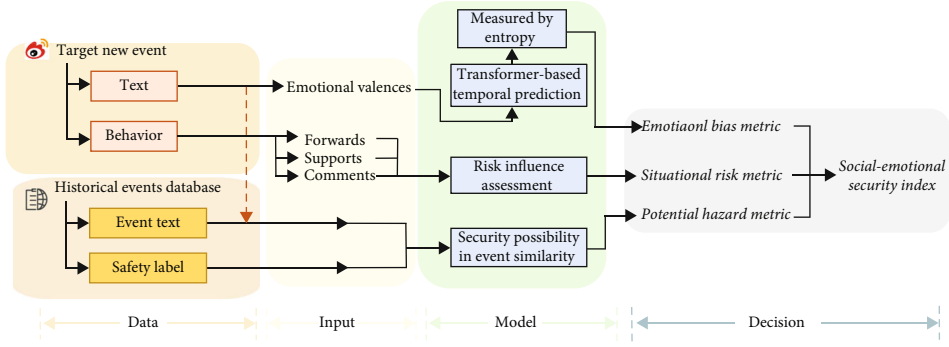 Target new event
Text
Behavior
Historical events database
Event text
Safety label
Emotional valences
Forwards
Supports
Comments
Measured by
entropy
Transformer-based
temporal prediction
Risk influence
assessment
Security possibility
in event similarity
Emotiaonl bias metric
Situational risk metric
Potential hazard metric
Social-emotional
security index
Data
Input
Model
Decision